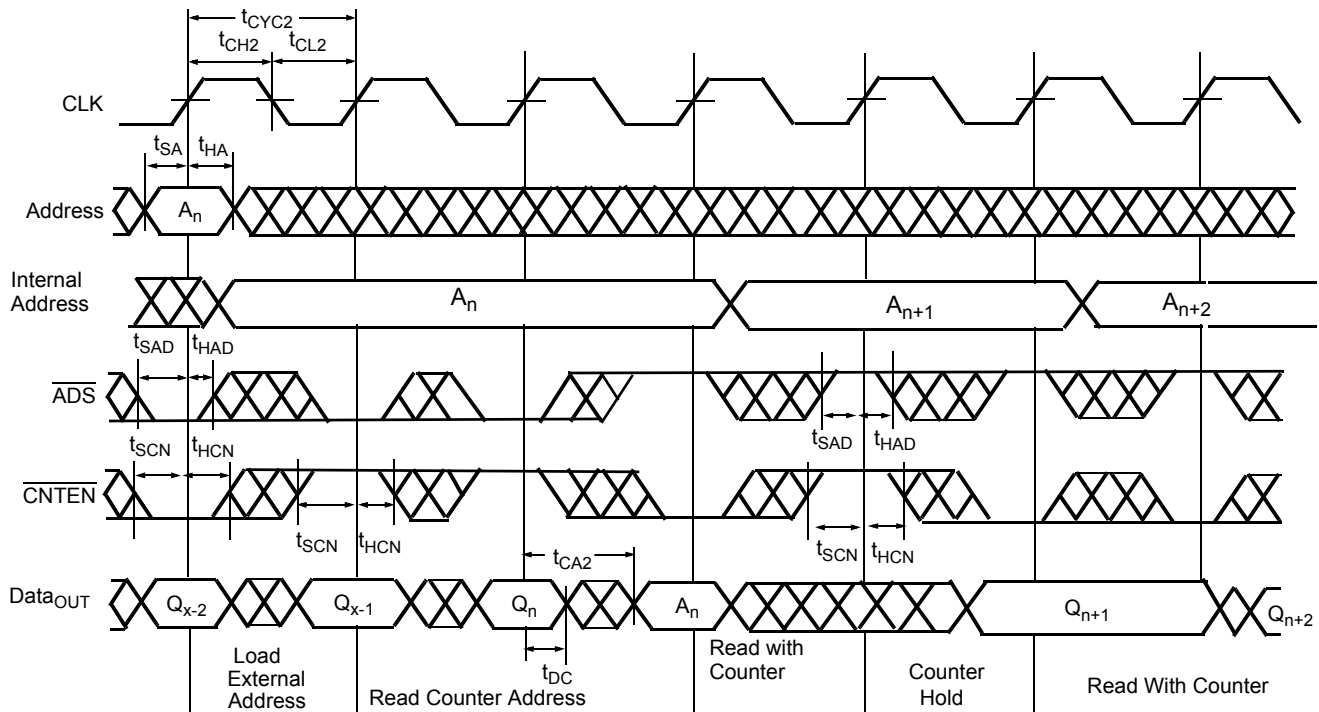 tCYC2
tCH2 tCL2
CLK
tSA tHA
Address An
Internal
Address
An An+1 An+2
tSAD tHAD
ADS
tSCN tHCN tSAD tHAD
CNTEN
tSCN tHCN tSCN tHCN
tCA2
DataOUT Qx-2 Qx-1 Qn An Qn+1 Qn+2
tDC
Load
External
Address
Read Counter Address
Read with
Counter
Counter
Hold
Read With Counter